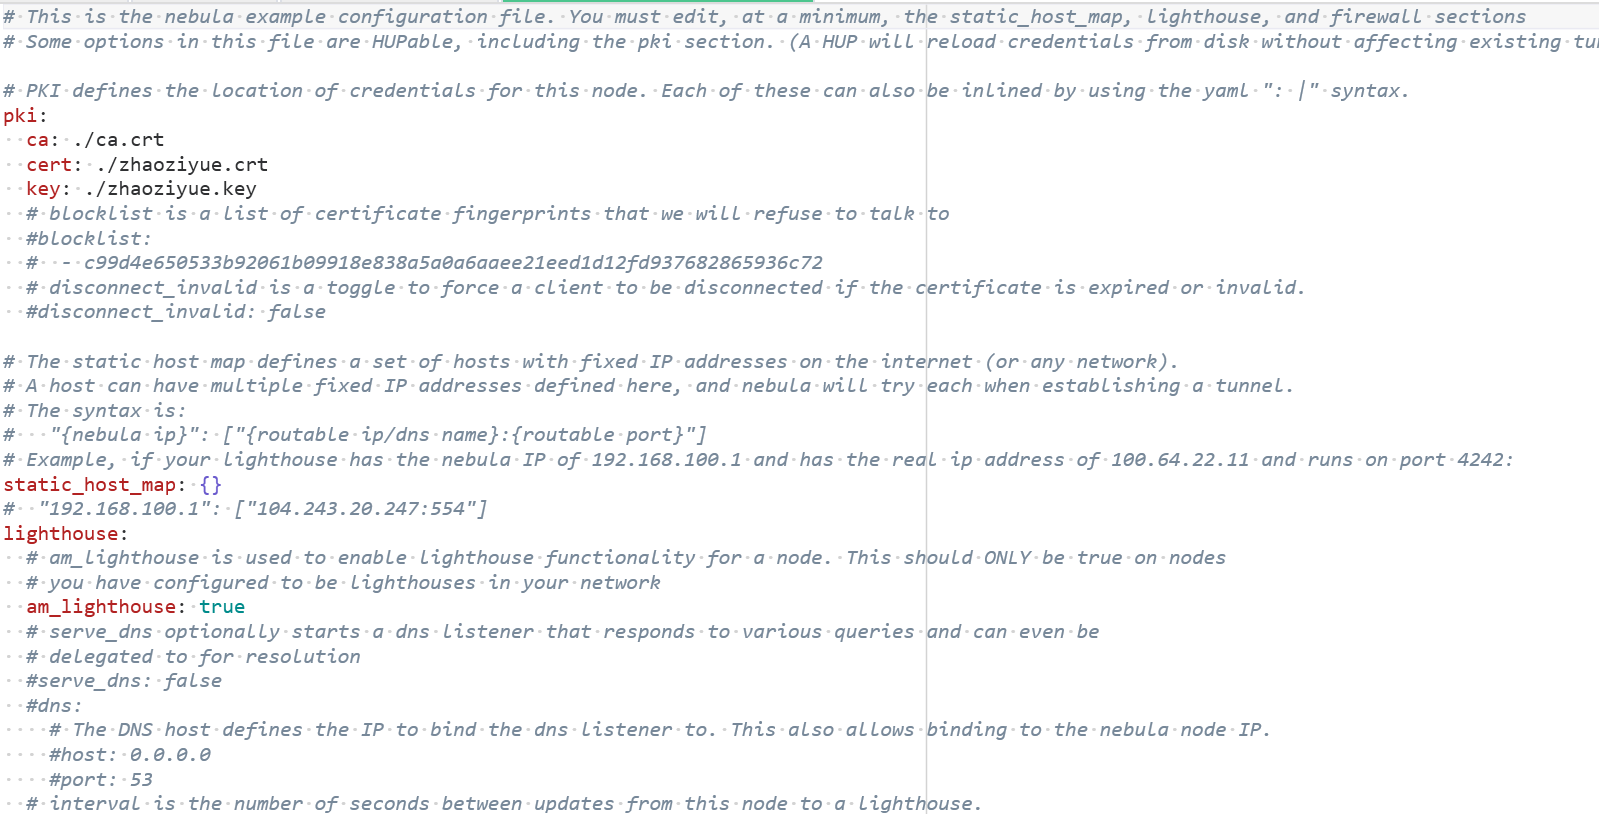 # This is the nebula example configuration file. You must edit, at a minimum, the static_host_map, lighthouse, and firewall sections
# Some options in this file are HUPable, including the pki section. (A HUP will reload credentials from disk without affecting existing

# PKI defines the location of credentials for this node. Each of these can also be inlined by using the yaml ": |" syntax.
pki:
  ca: ./ca.crt
  cert: ./zhaoziyue.crt
  key: ./zhaoziyue.key
  # blocklist is a list of certificate fingerprints that we will refuse to talk to
  #blocklist:
  #  - c99d4e650533b92061b09918e838a5a0a6aaee21eed1d12fd937682865936c72
  # disconnect_invalid is a toggle to force a client to be disconnected if the certificate is expired or invalid.
  #disconnect_invalid: false

# The static host map defines a set of hosts with fixed IP addresses on the internet (or any network).
# A host can have multiple fixed IP addresses defined here, and nebula will try each when establishing a tunnel.
# The syntax is:
#   "{nebula ip}": ["{routable ip/dns name}:{routable port}"]
# Example, if your lighthouse has the nebula IP of 192.168.100.1 and has the real ip address of 100.64.22.11 and runs on port 4242:
static_host_map: {}
#  "192.168.100.1": ["104.243.20.247:554"]
lighthouse:
  # am_lighthouse is used to enable lighthouse functionality for a node. This should ONLY be true on nodes
  # you have configured to be lighthouses in your network
  am_lighthouse: true
  # serve_dns optionally starts a dns listener that responds to various queries and can even be
  # delegated to for resolution
  #serve_dns: false
  #dns:
    # The DNS host defines the IP to bind the dns listener to. This also allows binding to the nebula node IP.
    #host: 0.0.0.0
    #port: 53
  # interval is the number of seconds between updates from this node to a lighthouse.